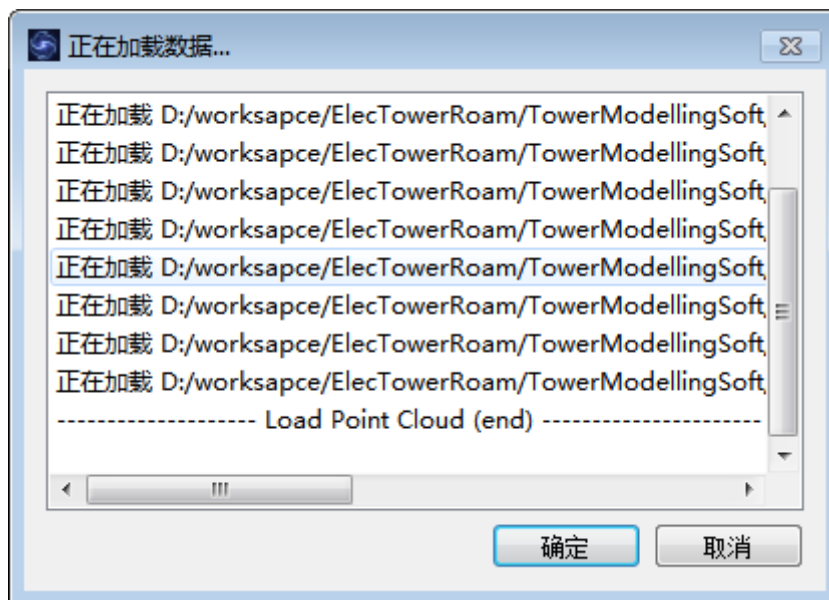 正在加载数据...
正在加载 D:/worksapce/ElecTowerRoam/TowerModellingSoft
正在加载 D:/worksapce/ElecTowerRoam/TowerModellingSoft
正在加载 D:/worksapce/ElecTowerRoam/TowerModellingSoft
正在加载 D:/worksapce/ElecTowerRoam/TowerModellingSoft
正在加载 D:/worksapce/ElecTowerRoam/TowerModellingSoft
正在加载 D:/worksapce/ElecTowerRoam/TowerModellingSoft
正在加载 D:/worksapce/ElecTowerRoam/TowerModellingSoft
正在加载 D:/worksapce/ElecTowerRoam/TowerModellingSoft
-------------------- Load Point Cloud (end) ----------------------
确定 取消